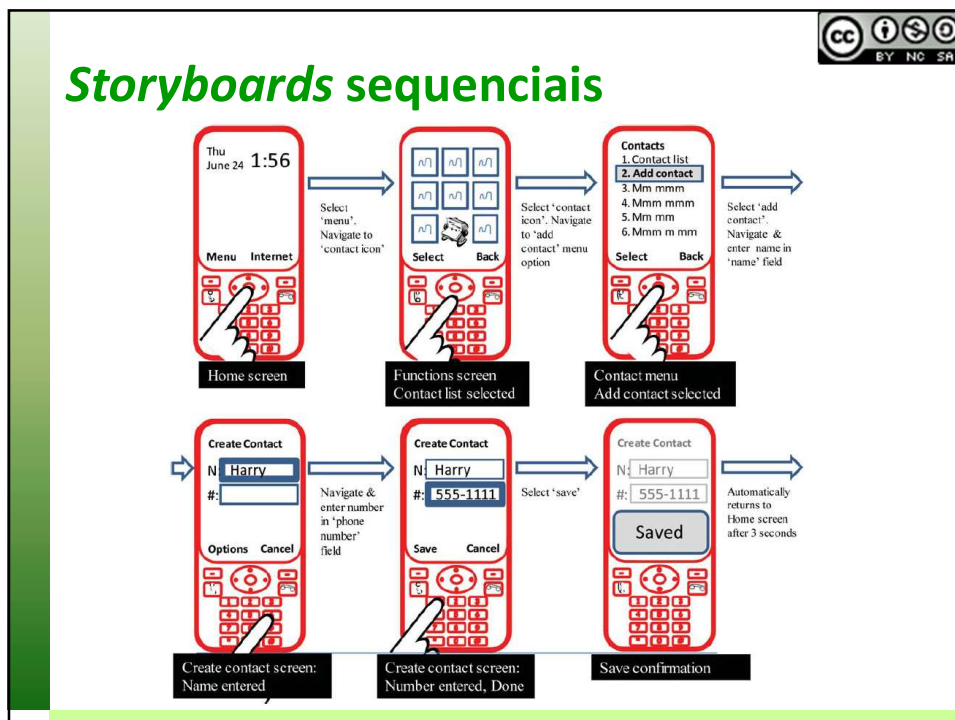 Storyboards sequenciais
cc
BY NC SA
Thu
June 24 1:56
Menu Internet
Home screen
Select
‘menu’.
Navigate to
‘contact icon’
Select Back
Functions screen
Contact list selected
Select ‘contact
icon’. Navigate
to ‘add
contact’ menu
option
Contacts
1. Contact list
2. Add contact
3. Mm mmm
4. Mmm mmm
5. Mm mm
6. Mmm m mm
Select Back
Contact menu
Add contact selected
Select ‘add
contact’.
Navigate &
enter name in
‘name’ field
Create Contact
N: Harry
#:
Options Cancel
Create contact screen:
Name entered
Navigate &
enter number
in ‘phone
number’
field
Create Contact
N: Harry
#: 555-1111
Save Cancel
Create contact screen:
Number entered, Done
Select ‘save’
Create Contact
N: Harry
#: 555-1111
Saved
Save confirmation
Automatically
returns to
Home screen
after 3 seconds